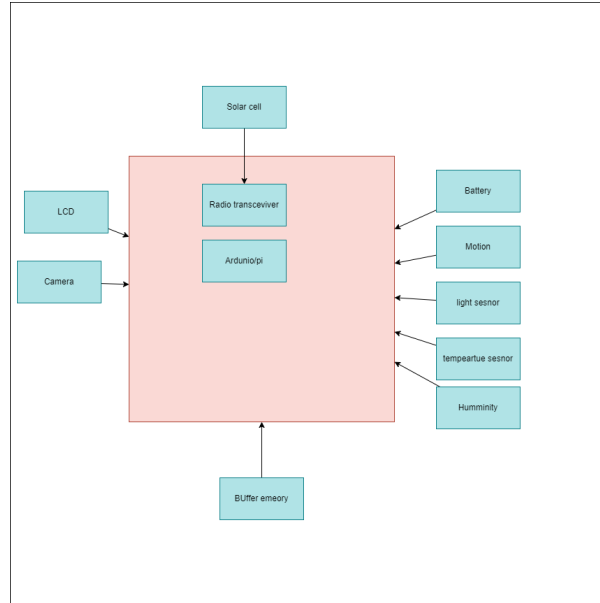 Solar cell
Radio transceviver
Ardunio/pi
LCD
Camera
Battery
Motion
light sesnor
tempeartue sesnor
Humminity
BUffer emeory